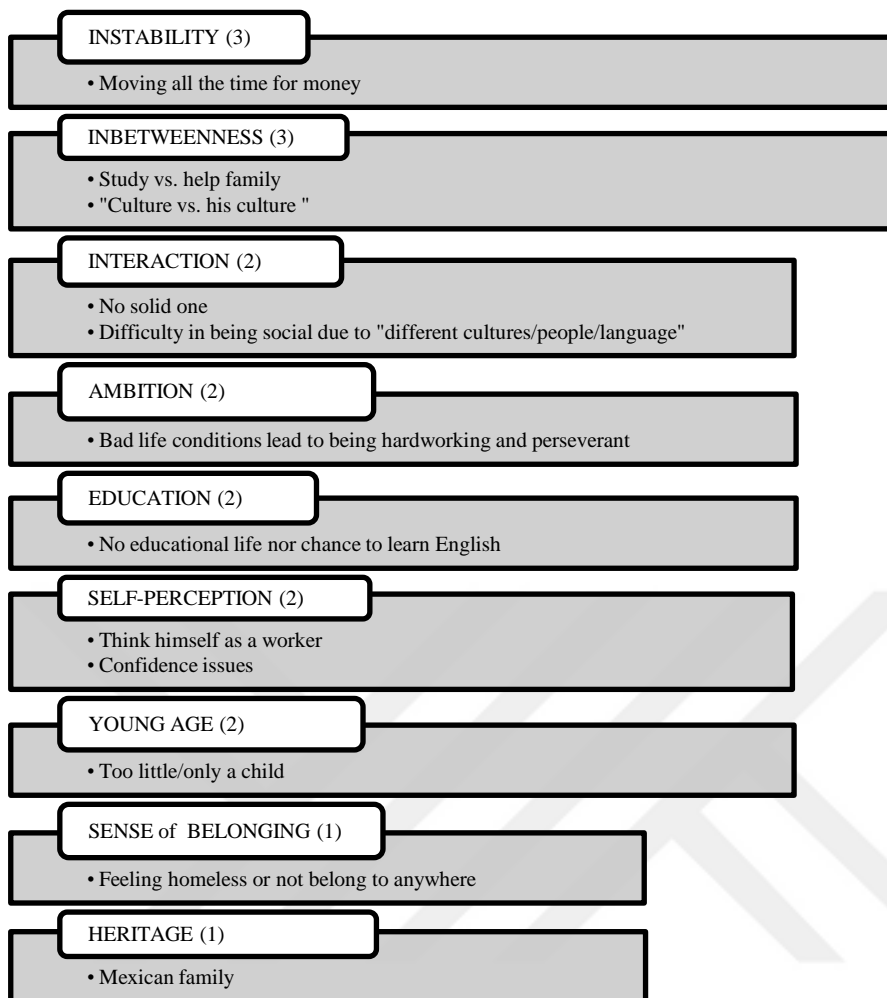 INSTABILITY (3)
• Moving all the time for money
INBETWEENNESS (3)
• Study vs. help family
• "Culture vs. his culture "
INTERACTION (2)
• No solid one
• Difficulty in being social due to "different cultures/people/language"
AMBITION (2)
• Bad life conditions lead to being hardworking and perseverant
EDUCATION (2)
• No educational life nor chance to learn English
SELF-PERCEPTION (2)
• Think himself as a worker
• Confidence issues
YOUNG AGE (2)
• Too little/only a child
SENSE of  BELONGING (1)
• Feeling homeless or not belong to anywhere
HERITAGE (1)
• Mexican family